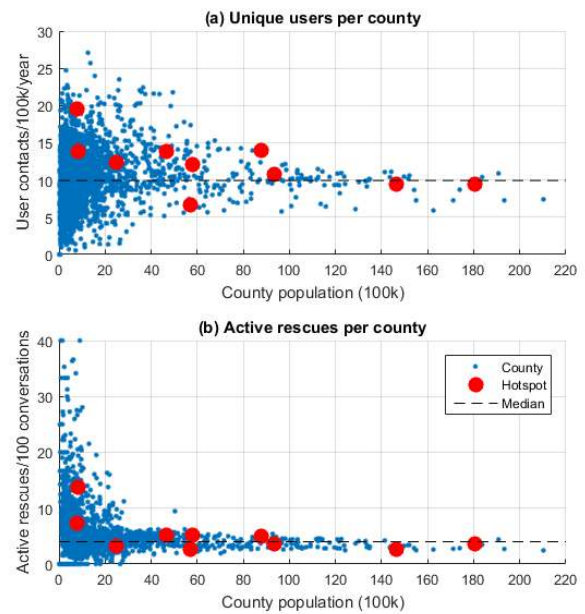 (a) Unique users per county
User contacts/100k/year
30
25
20
15
10
5
0
0 20 40 60 80 100 120 140 160 180 200 220
County population (100k)
(b) Active rescues per county
Active rescues/100 conversations
40
30
20
10
0
County
Hotspot
Median
0 20 40 60 80 100 120 140 160 180 200 220
County population (100k)